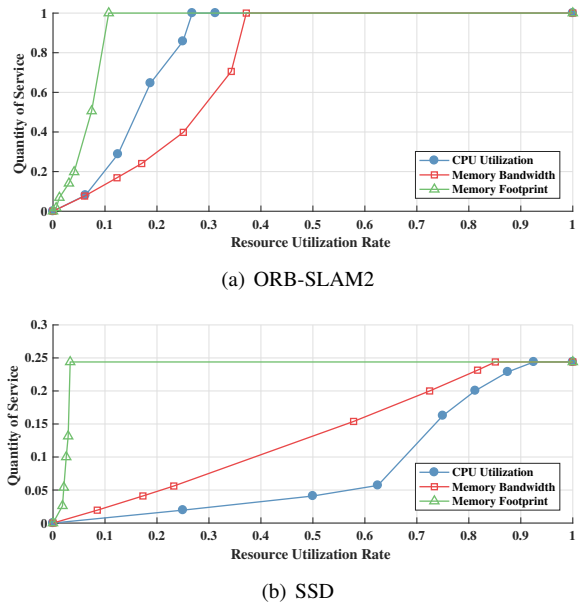 1
0.8
0.6
0.4
0.2
0
Quantity of Service
CPU Utilization
Memory Bandwidth
Memory Footprint
0 0.1 0.2 0.3 0.4 0.5 0.6 0.7 0.8 0.9 1
Resource Utilization Rate
(a) ORB-SLAM2
0.3
0.25
0.2
0.15
0.1
0.05
0
Quantity of Service
CPU Utilization
Memory Bandwidth
Memory Footprint
0 0.1 0.2 0.3 0.4 0.5 0.6 0.7 0.8 0.9 1
Resource Utilization Rate
(b) SSD